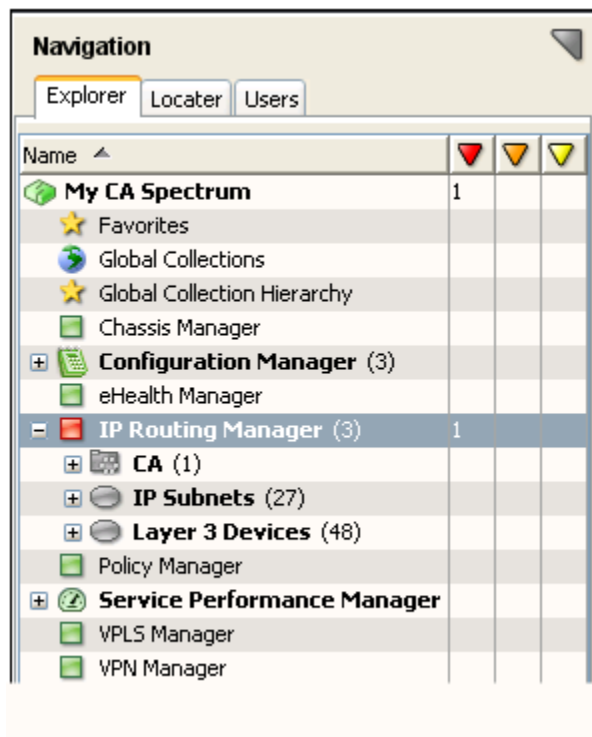 Navigation
Explorer Locater Users
Name
My CA Spectrum 1
Favorites
Global Collections
Global Collection Hierarchy
Chassis Manager
Configuration Manager (3)
eHealth Manager
IP Routing Manager (3) 1
CA (1)
IP Subnets (27)
Layer 3 Devices (48)
Policy Manager
Service Performance Manager
VPLS Manager
VPN Manager